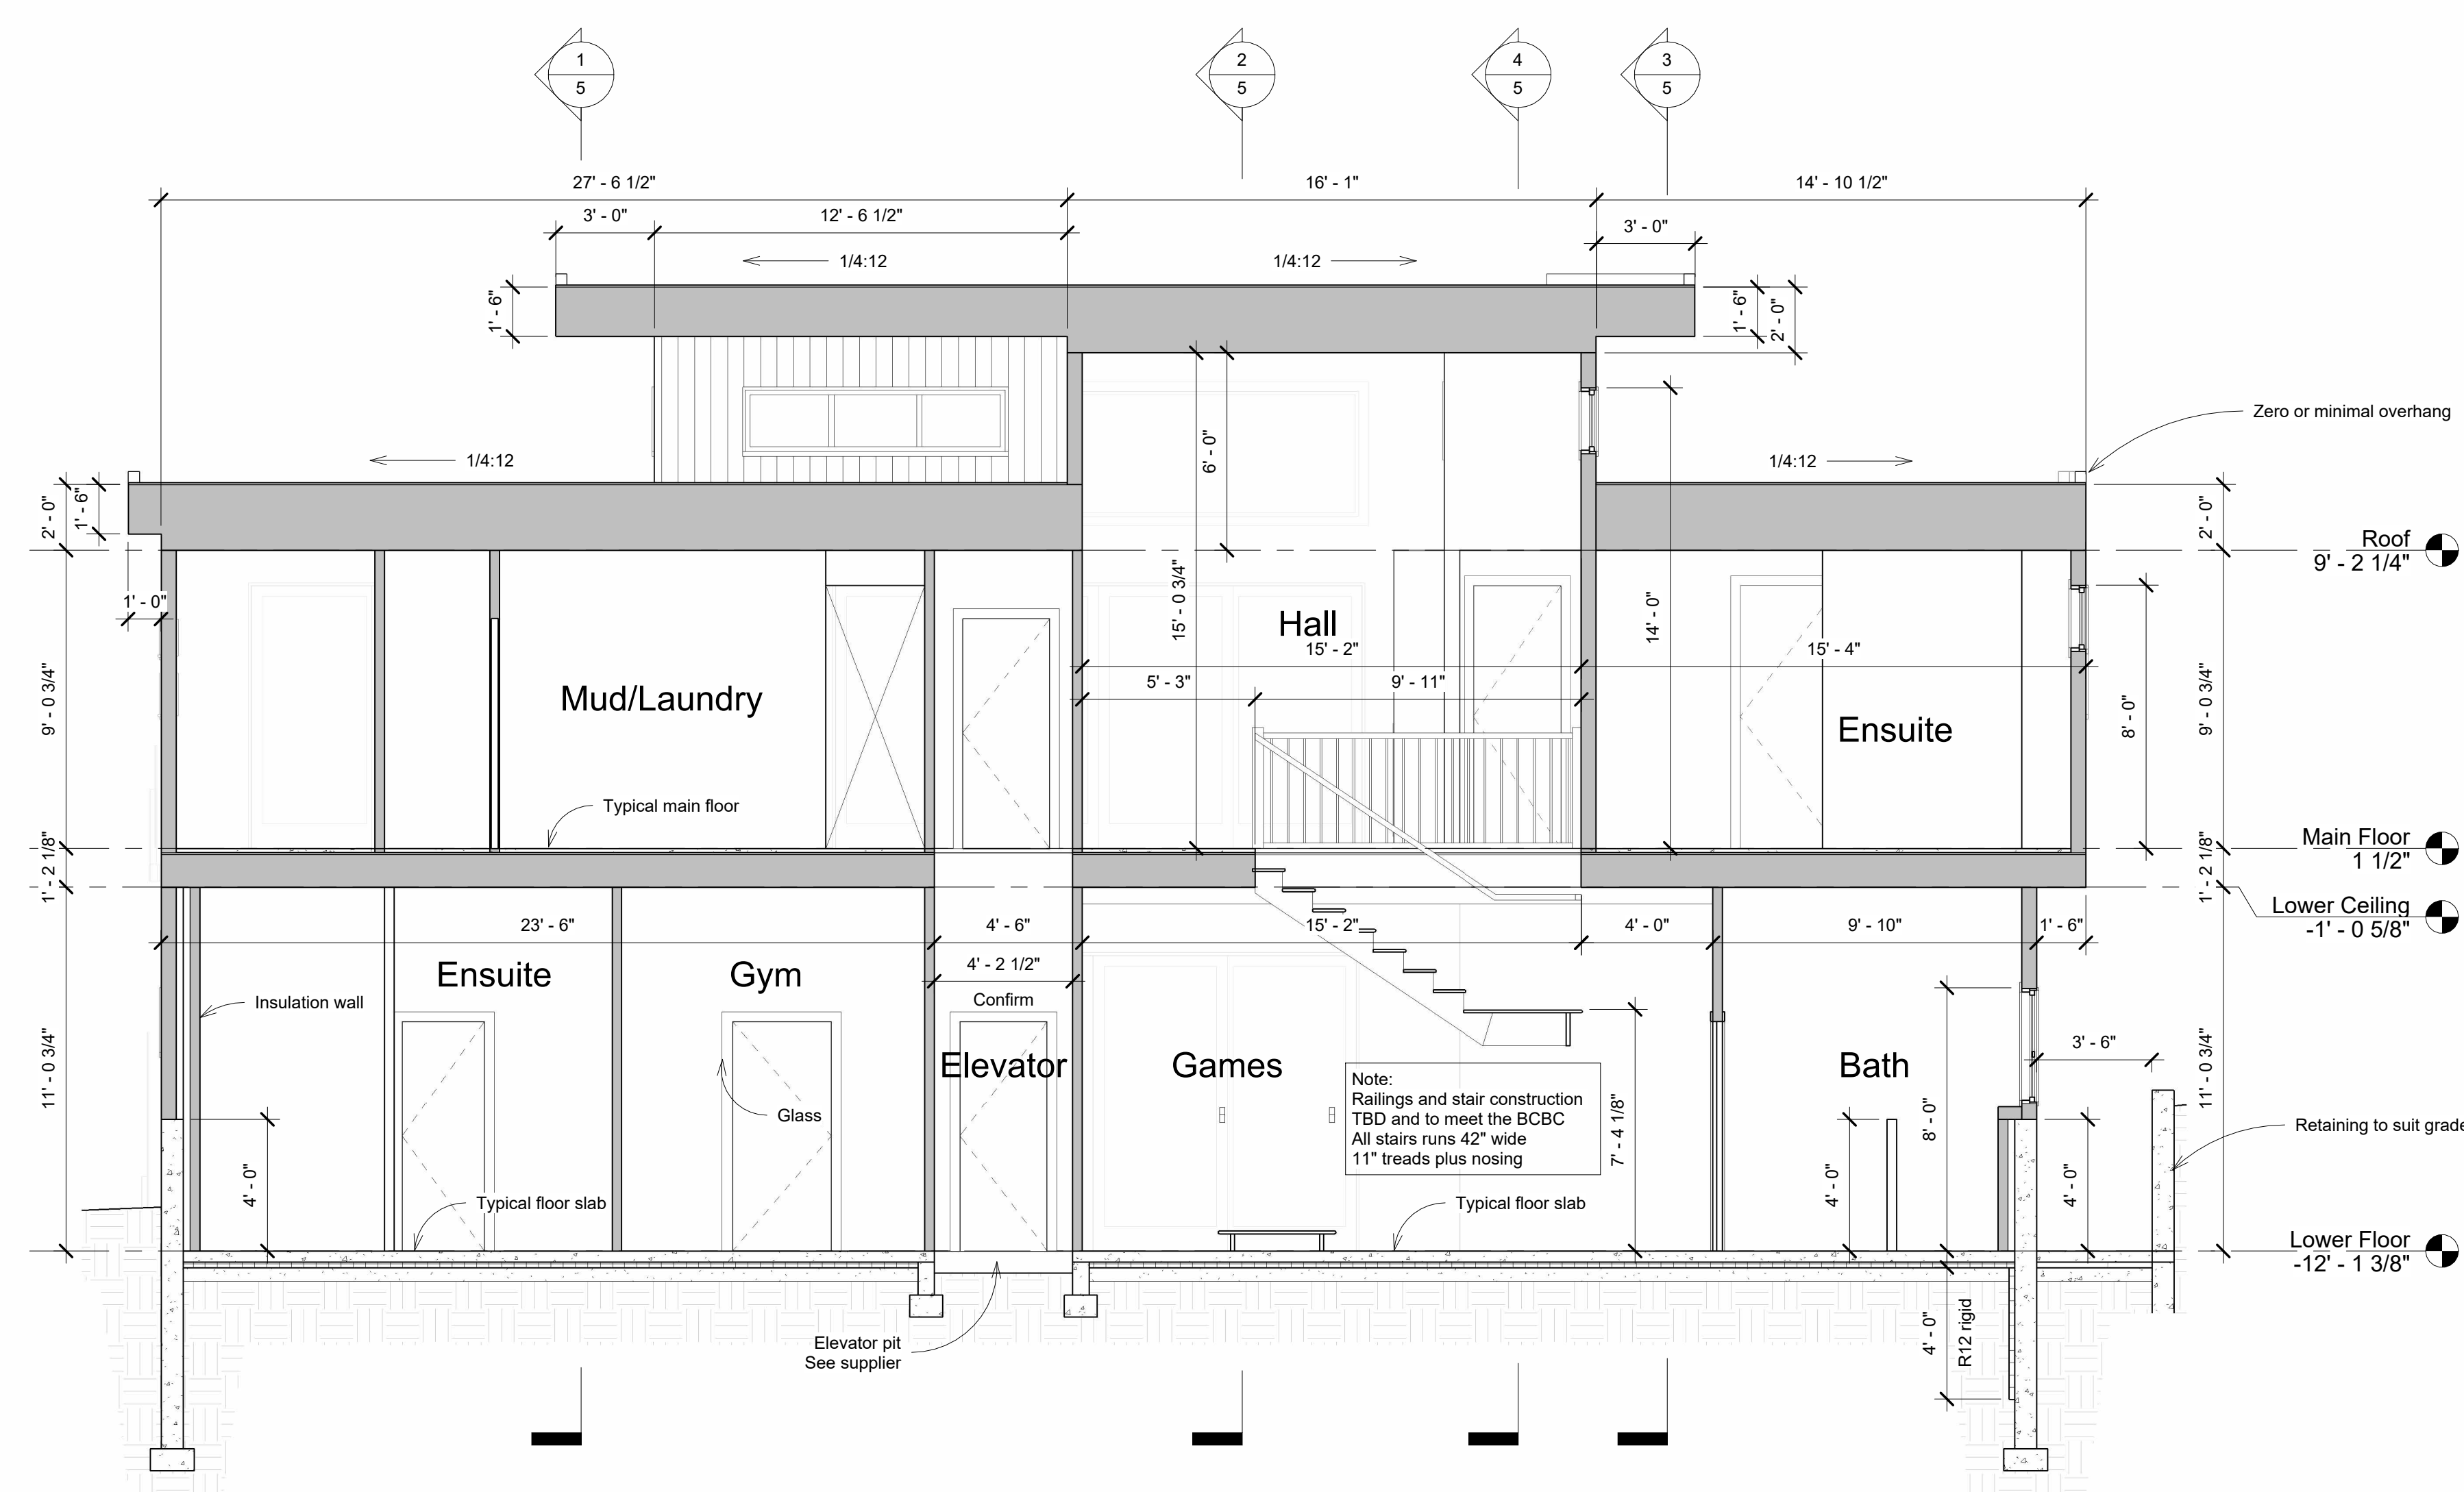 1
5
2
5
4
5
3
5
27' - 6 1/2"
16' - 1"
14' - 10 1/2"
3' - 0"
12' - 6 1/2"
3' - 0"
1/4:12
1/4:12
1' - 6"
1' - 6"
2' - 0"
Zero or minimal overhang
6' - 0"
1/4:12
1/4:12
2' - 0"
1' - 6"
2' - 0"
Roof
9' - 2 1/4"
1' - 0"
15' - 0 3/4"
Hall
14' - 0"
15' - 2"
15' - 4"
5' - 3"
9' - 11"
9' - 0 3/4"
Mud/Laundry
Ensuite
8' - 0"
9' - 0 3/4"
Typical main floor
Main Floor
1 1/2"
1' - 2 1/8"
1' - 2 1/8"
Lower Ceiling
-1' - 0 5/8"
23' - 6"
4' - 6"
15' - 2"
4' - 0"
9' - 10"
1' - 6"
Ensuite
Gym
4' - 2 1/2"
Confirm
Insulation wall
11' - 0 3/4"
Elevator
Games
Bath
3' - 6"
11' - 0 3/4"
Glass
Note:
Railings and stair construction
TBD and to meet the BCBC
All stairs runs 42" wide
11" treads plus nosing
7' - 4 1/8"
8' - 0"
Retaining to suit grade
4' - 0"
4' - 0"
4' - 0"
Typical floor slab
Typical floor slab
Lower Floor
-12' - 1 3/8"
Elevator pit
See supplier
4' - 0"
R12 rigid